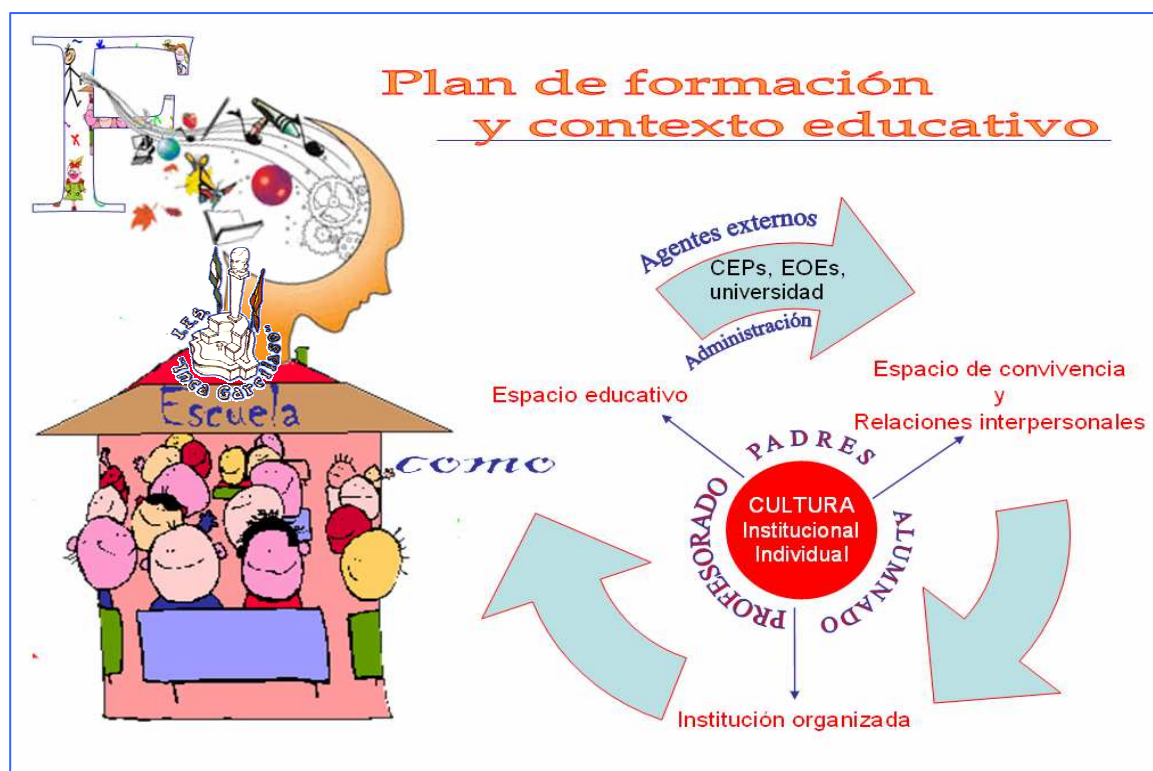 F
Plan de formación
y contexto educativo
Agentes externos
CEPs, EOEs,
universidad
Administración
I.E.S.
"Inca Garcilaso"
Escuela
como
Espacio educativo
Espacio de convivencia
y
Relaciones interpersonales
PADRES
PROFESORADO
ALUMNADO
CULTURA
Institucional
Individual
Institución organizada